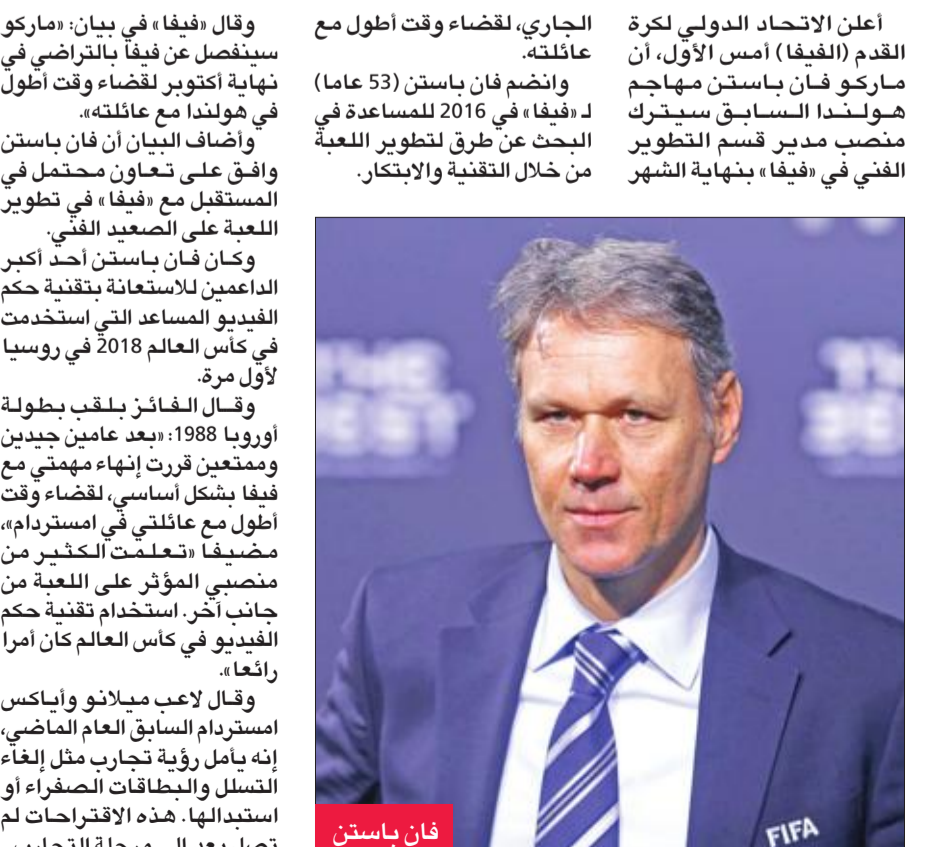 أعلن الاتحاد الدولي لكرة
القدم (الفيفا) أمس الأول، أن
ماركو فان باستن مهاجم
هولندا السابق سيترك
منصب مدير قسم التطوير
الفني في «فيفا» بنهاية الشهر
الجاري، لقضاء وقت أطول مع
عائلته.
وانضم فان باستن (53 عاما)
لـ «فيفا» في 2016 للمساعدة في
البحث عن طرق لتطوير اللعبة
من خلال التقنية والابتكار.
وقال «فيفا» في بيان: «ماركو
سينفصل عن فيفا بالتراضي في
نهاية أكتوبر لقضاء وقت أطول
في هولندا مع عائلته».
وأضاف البيان أن فان باستن
وافق على تعاون محتمل في
المستقبل مع «فيفا» في تطوير
اللعبة على الصعيد الفني.
وكان فان باستن أحد أكبر
الداعمين للاستعانة بتقنية حكم
الفيديو المساعد التي استخدمت
في كأس العالم 2018 في روسيا
لأول مرة.
وقال الفائز بلقب بطولة
أوروبا 1988: «بعد عامين جيدين
وممتعين قررت إنهاء مهمتي مع
فيفا بشكل أساسي، لقضاء وقت
أطول مع عائلتي في امستردام»،
مضيفا «تعلمت الكثير من
منصبي المؤثر على اللعبة من
جانب آخر. استخدام تقنية حكم
الفيديو في كأس العالم كان أمرا
رائعا».
وقال لاعب ميلانو وأياكس
امستردام السابق العام الماضي،
إنه يأمل رؤية تجارب مثل إلغاء
التسلل والبطاقات الصفراء أو
استبدالها. هذه الاقتراحات لم
THE
BEST
FIFA
فان باستن